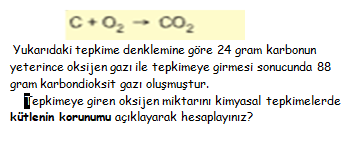 C + O₂ → CO₂
Yukarıdaki tepkime denklemine göre 24 gram karbonun
yeterince oksijen gazı ile tepkimeye girmesi sonucunda 88
gram karbondioksit gazı oluşmuştur.
Tepkimeye giren oksijen miktarını kimyasal tepkimelerde
kütlenin korunumu açıklayarak hesaplayınız?